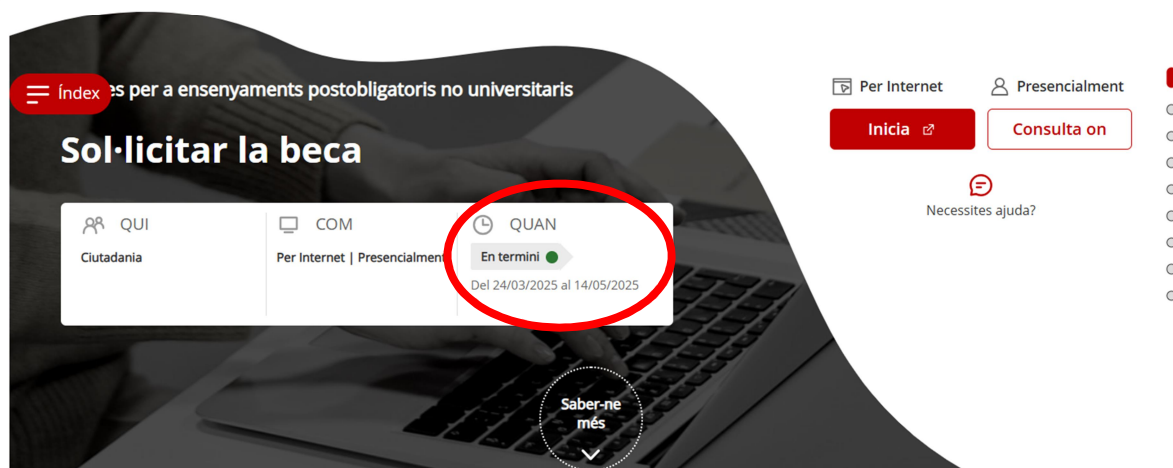 Índex
es per a ensenyaments postobligatoris no universitaris
Sol·licitar la beca
QUI
Ciutadania
COM
Per Internet | Presencialment
QUAN
En termini
Del 24/03/2025 al 14/05/2025
Saber-ne
més
Per Internet
Presencialment
Inicia
Consulta on
Necessites ajuda?